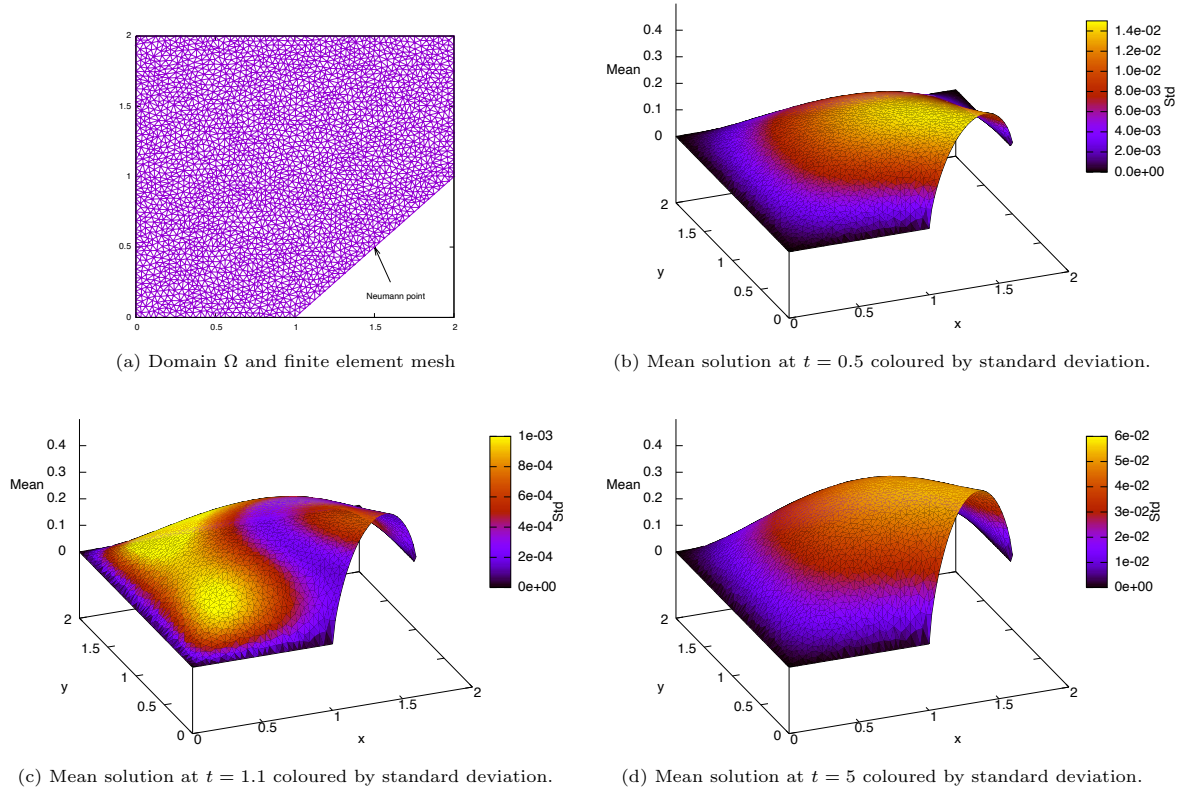 2
1.5
1
0.5
0
0
0.5
1
1.5
2
Neumann point
(a) Domain Ω and finite element mesh
0.4
0.3
0.2
0.1
0
Mean
2
1.5
1
0.5
0
y
0
0.5
1
1.5
2
x
1.4e-02
1.2e-02
1.0e-02
8.0e-03
6.0e-03
4.0e-03
2.0e-03
0.0e+00
Std
(b) Mean solution at t = 0.5 coloured by standard deviation.
0.4
0.3
0.2
0.1
0
Mean
2
1.5
1
0.5
0
y
0
0.5
1
1.5
2
x
1e-03
8e-04
6e-04
4e-04
2e-04
0e+00
Std
(c) Mean solution at t = 1.1 coloured by standard deviation.
0.4
0.3
0.2
0.1
0
Mean
2
1.5
1
0.5
0
y
0
0.5
1
1.5
2
x
6e-02
5e-02
4e-02
3e-02
2e-02
1e-02
0e+00
Std
(d) Mean solution at t = 5 coloured by standard deviation.